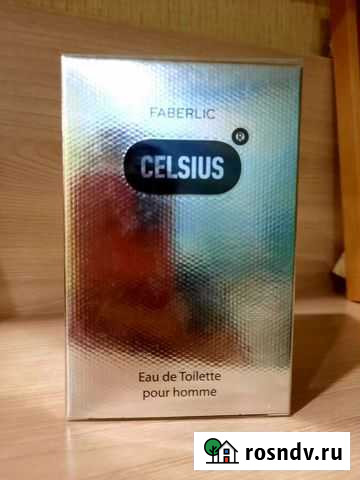 FABERLIC
CELSIUS
Eau de Toilette
pour homme
rosndv.ru